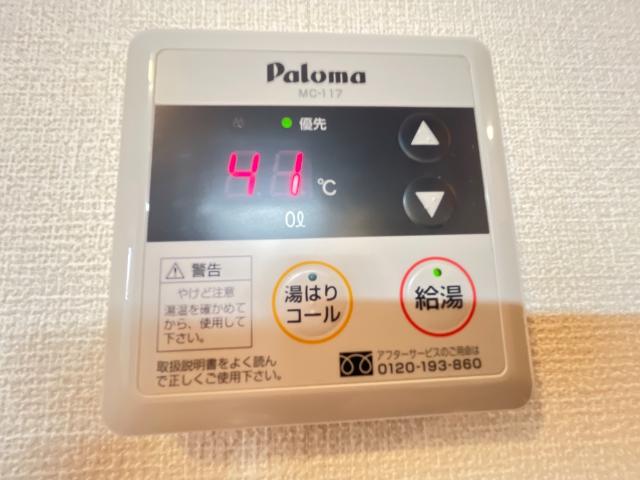 Paloma
MC-117
優先
41 ℃
0ℓ
警告
やけど注意
湯温を確かめて
から、使用して
下さい。
取扱説明書をよく読ん
で正しくご使用下さい。
湯はり
コール
給湯
アフターサービスのご用命は
0120-193-860